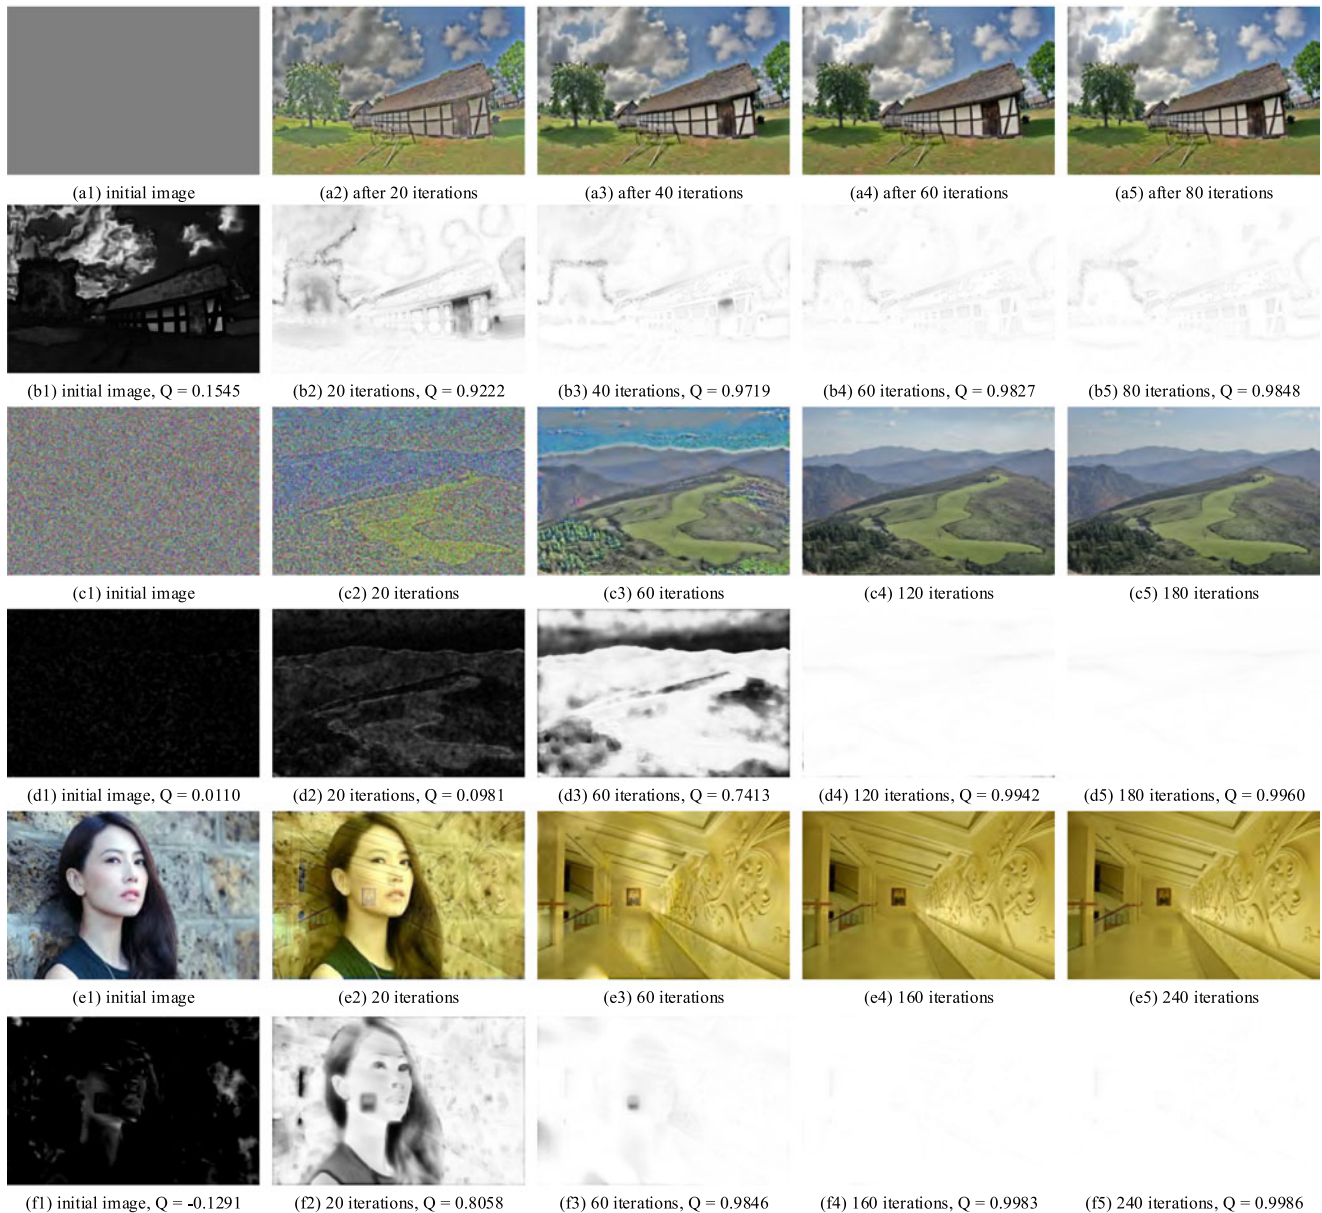 (a1) initial image
(a2) after 20 iterations
(a3) after 40 iterations
(a4) after 60 iterations
(a5) after 80 iterations
(b1) initial image, Q = 0.1545
(b2) 20 iterations, Q = 0.9222
(b3) 40 iterations, Q = 0.9719
(b4) 60 iterations, Q = 0.9827
(b5) 80 iterations, Q = 0.9848
(c1) initial image
(c2) 20 iterations
(c3) 60 iterations
(c4) 120 iterations
(c5) 180 iterations
(d1) initial image, Q = 0.0110
(d2) 20 iterations, Q = 0.0981
(d3) 60 iterations, Q = 0.7413
(d4) 120 iterations, Q = 0.9942
(d5) 180 iterations, Q = 0.9960
(e1) initial image
(e2) 20 iterations
(e3) 60 iterations
(e4) 160 iterations
(e5) 240 iterations
(f1) initial image, Q = -0.1291
(f2) 20 iterations, Q = 0.8058
(f3) 60 iterations, Q = 0.9846
(f4) 160 iterations, Q = 0.9983
(f5) 240 iterations, Q = 0.9986